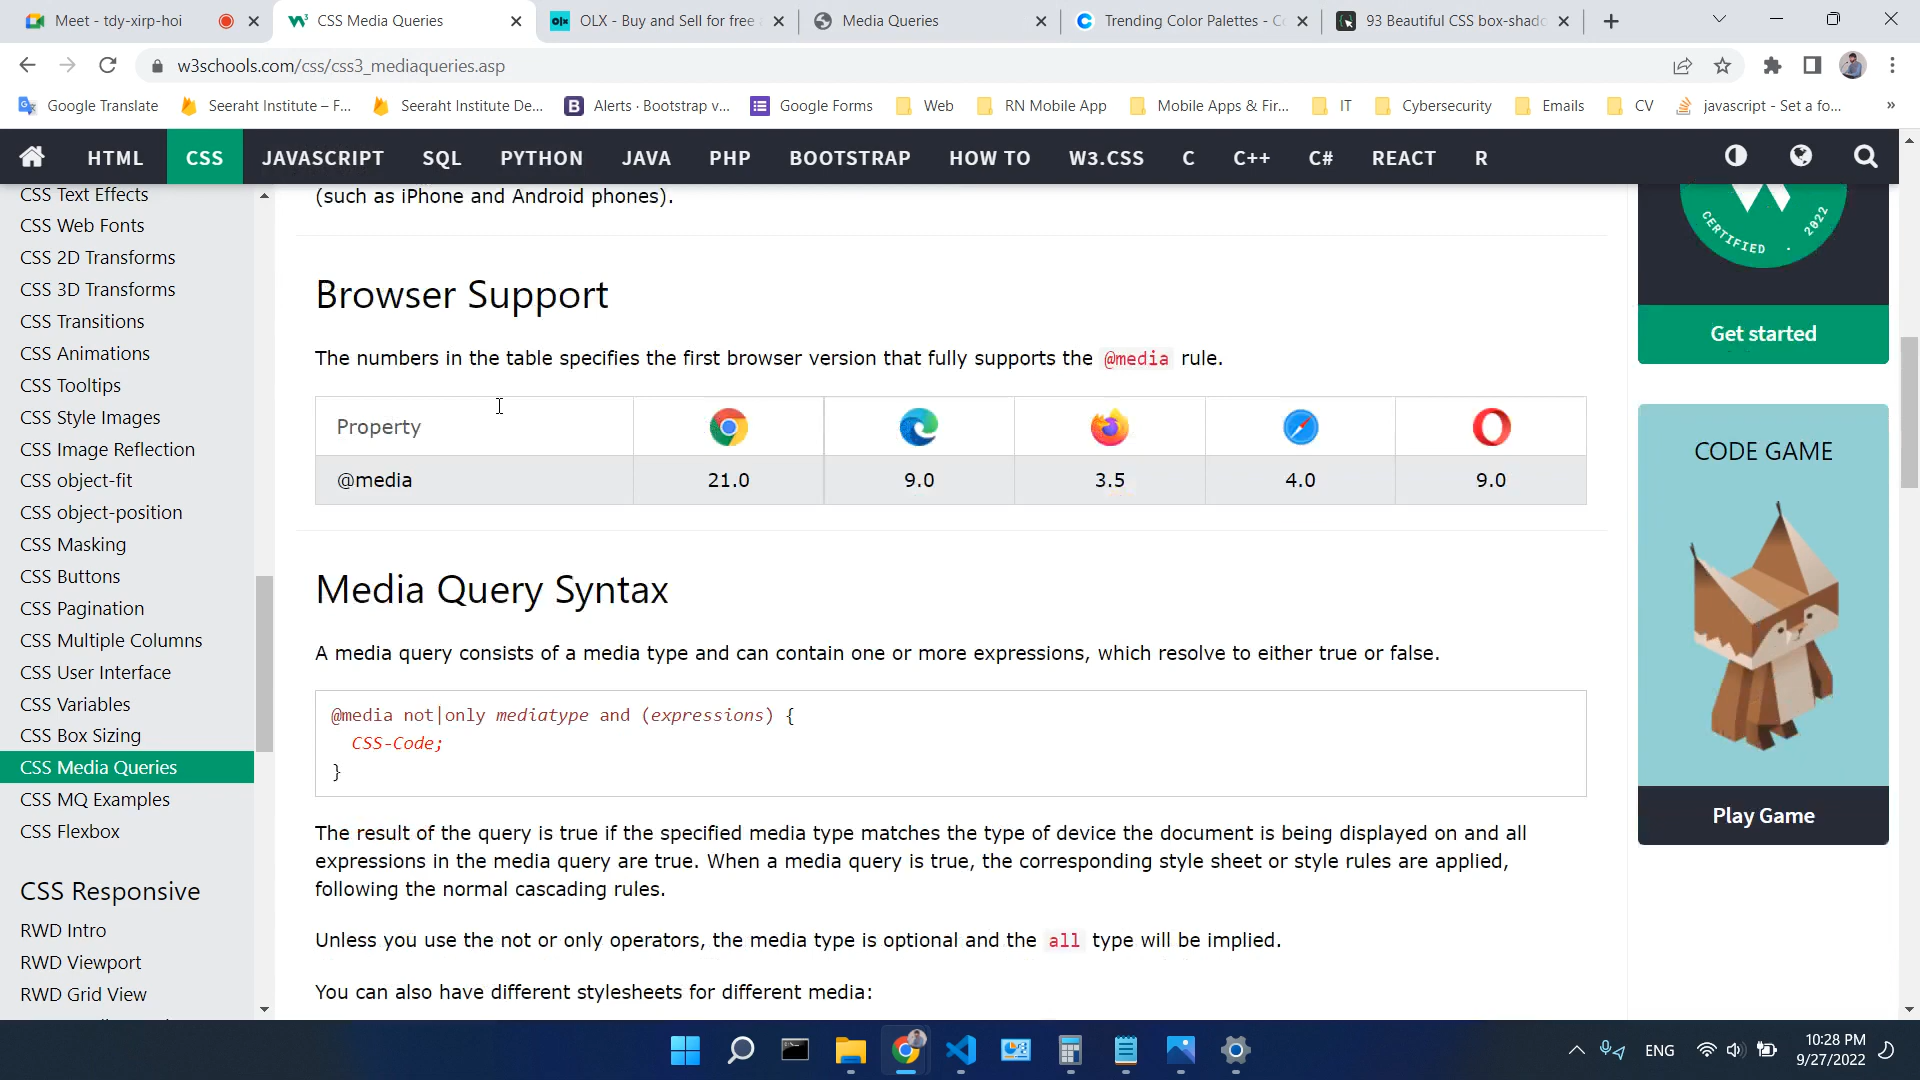 Meet - tdy-xirp-hoi
CSS Media Queries
OLX - Buy and Sell for free
Media Queries
Trending Color Palettes - Co
93 Beautiful CSS box-shado
w3schools.com/css/css3_mediaqueries.asp
Google Translate
Seeraht Institute – F...
Seeraht Institute De...
Alerts · Bootstrap v...
Google Forms
Web
RN Mobile App
Mobile Apps & Fir...
IT
Cybersecurity
Emails
CV
javascript - Set a fo...
»
HTML
CSS
JAVASCRIPT
SQL
PYTHON
JAVA
PHP
BOOTSTRAP
HOW TO
W3.CSS
C
C++
C#
REACT
R
CSS Text Effects
CSS Web Fonts
CSS 2D Transforms
CSS 3D Transforms
CSS Transitions
CSS Animations
CSS Tooltips
CSS Style Images
CSS Image Reflection
CSS object-fit
CSS object-position
CSS Masking
CSS Buttons
CSS Pagination
CSS Multiple Columns
CSS User Interface
CSS Variables
CSS Box Sizing
CSS Media Queries
CSS MQ Examples
CSS Flexbox
CSS Responsive
RWD Intro
RWD Viewport
RWD Grid View
(such as iPhone and Android phones).
Browser Support
The numbers in the table specifies the first browser version that fully supports the @media rule.
Property
@media 21.0 9.0 3.5 4.0 9.0
Media Query Syntax
A media query consists of a media type and can contain one or more expressions, which resolve to either true or false.
@media not|only mediatype and (expressions) {
CSS-Code;
}
The result of the query is true if the specified media type matches the type of device the document is being displayed on and all
expressions in the media query are true. When a media query is true, the corresponding style sheet or style rules are applied,
following the normal cascading rules.
Unless you use the not or only operators, the media type is optional and the all type will be implied.
You can also have different stylesheets for different media:
CERTIFIED · 2022
Get started
CODE GAME
Play Game
ENG
10:28 PM
9/27/2022